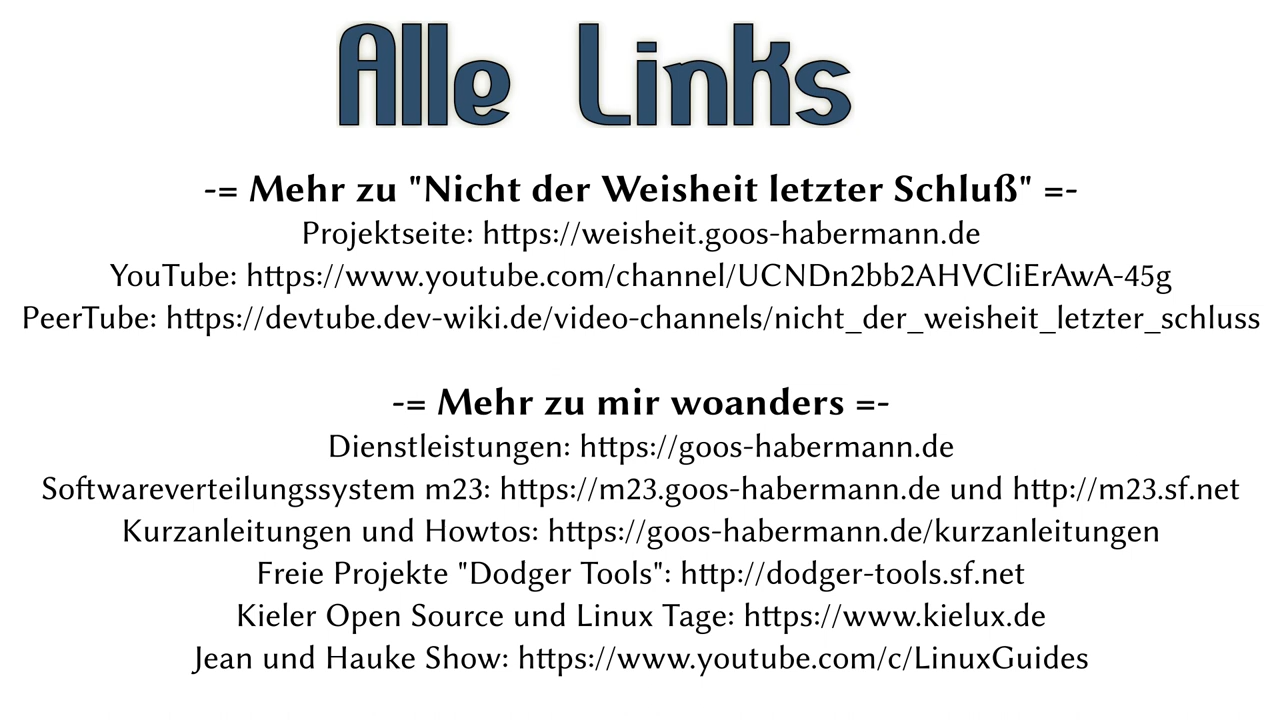 Alle Links
-= Mehr zu "Nicht der Weisheit letzter Schluß" =-
Projektseite: https://weisheit.goos-habermann.de
YouTube: https://www.youtube.com/channel/UCNDn2bb2AHVCliErAwA-45g
PeerTube: https://devtube.dev-wiki.de/video-channels/nicht_der_weisheit_letzter_schluss
-= Mehr zu mir woanders =-
Dienstleistungen: https://goos-habermann.de
Softwareverteilungssystem m23: https://m23.goos-habermann.de und http://m23.sf.net
Kurzanleitungen und Howtos: https://goos-habermann.de/kurzanleitungen
Freie Projekte "Dodger Tools": http://dodger-tools.sf.net
Kieler Open Source und Linux Tage: https://www.kielux.de
Jean und Hauke Show: https://www.youtube.com/c/LinuxGuides